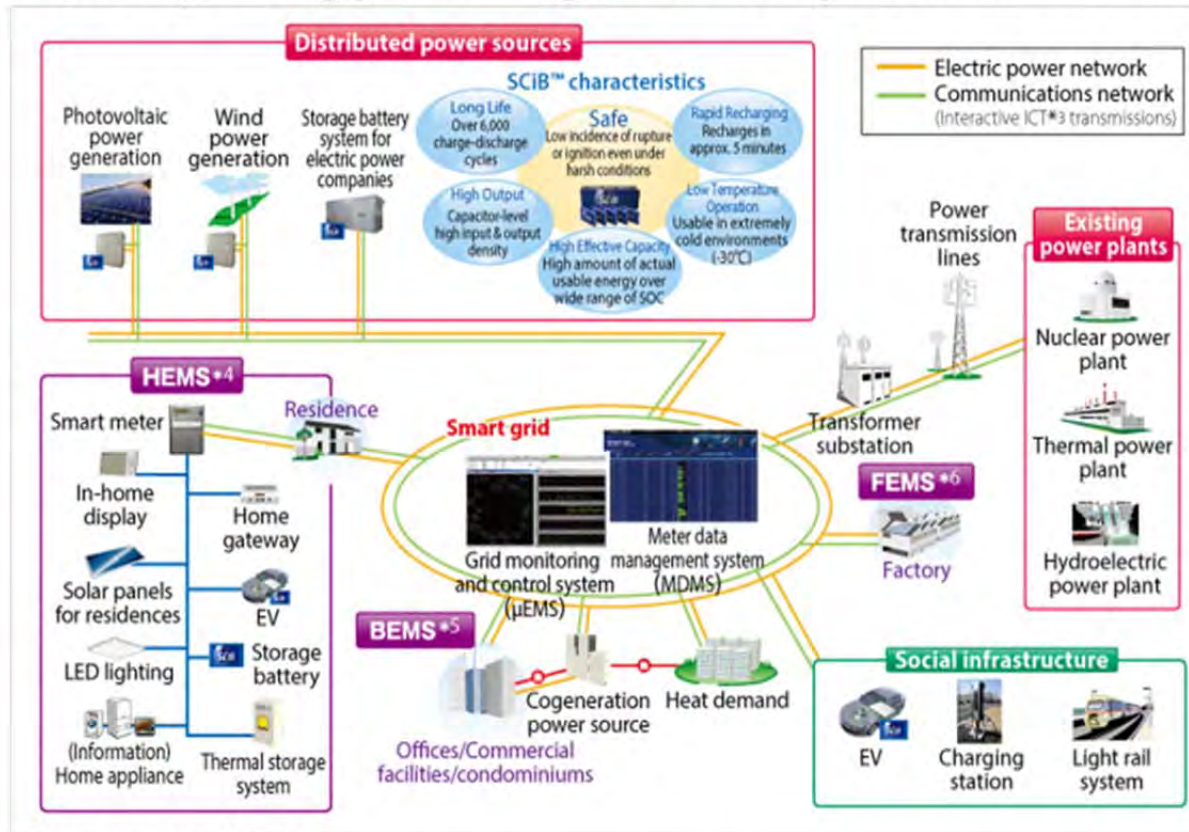 Distributed power sources
Photovoltaic
power
generation
Wind
power
generation
Storage battery
system for
electric power
companies
SCiB™ characteristics
Long Life
Over 6,000
charge-discharge
cycles
Safe
Low incidence of rupture
or ignition even under
harsh conditions
Rapid Recharging
Recharges in
approx. 5 minutes
High Output
Capacitor-level
high input & output
density
High Effective Capacity
High amount of actual
usable energy over
wide range of SOC
Low Temperature
Operation
Usable in extremely
cold environments
(-30℃)
Electric power network
Communications network
(Interactive ICT*3 transmissions)
Power
transmission
lines
Existing
power plants
Nuclear power
plant
Thermal power
plant
Hydroelectric
power plant
Transformer
substation
HEMS*4
Smart meter
Residence
In-home
display
Home
gateway
Solar panels
for residences
EV
LED lighting
Storage
battery
(Information)
Home appliance
Thermal storage
system
Smart grid
Grid monitoring
and control system
(μEMS)
Meter data
management system
(MDMS)
FEMS*6
Factory
BEMS*5
Offices/Commercial
facilities/condominiums
Cogeneration
power source
Heat demand
Social infrastructure
EV
Charging
station
Light rail
system